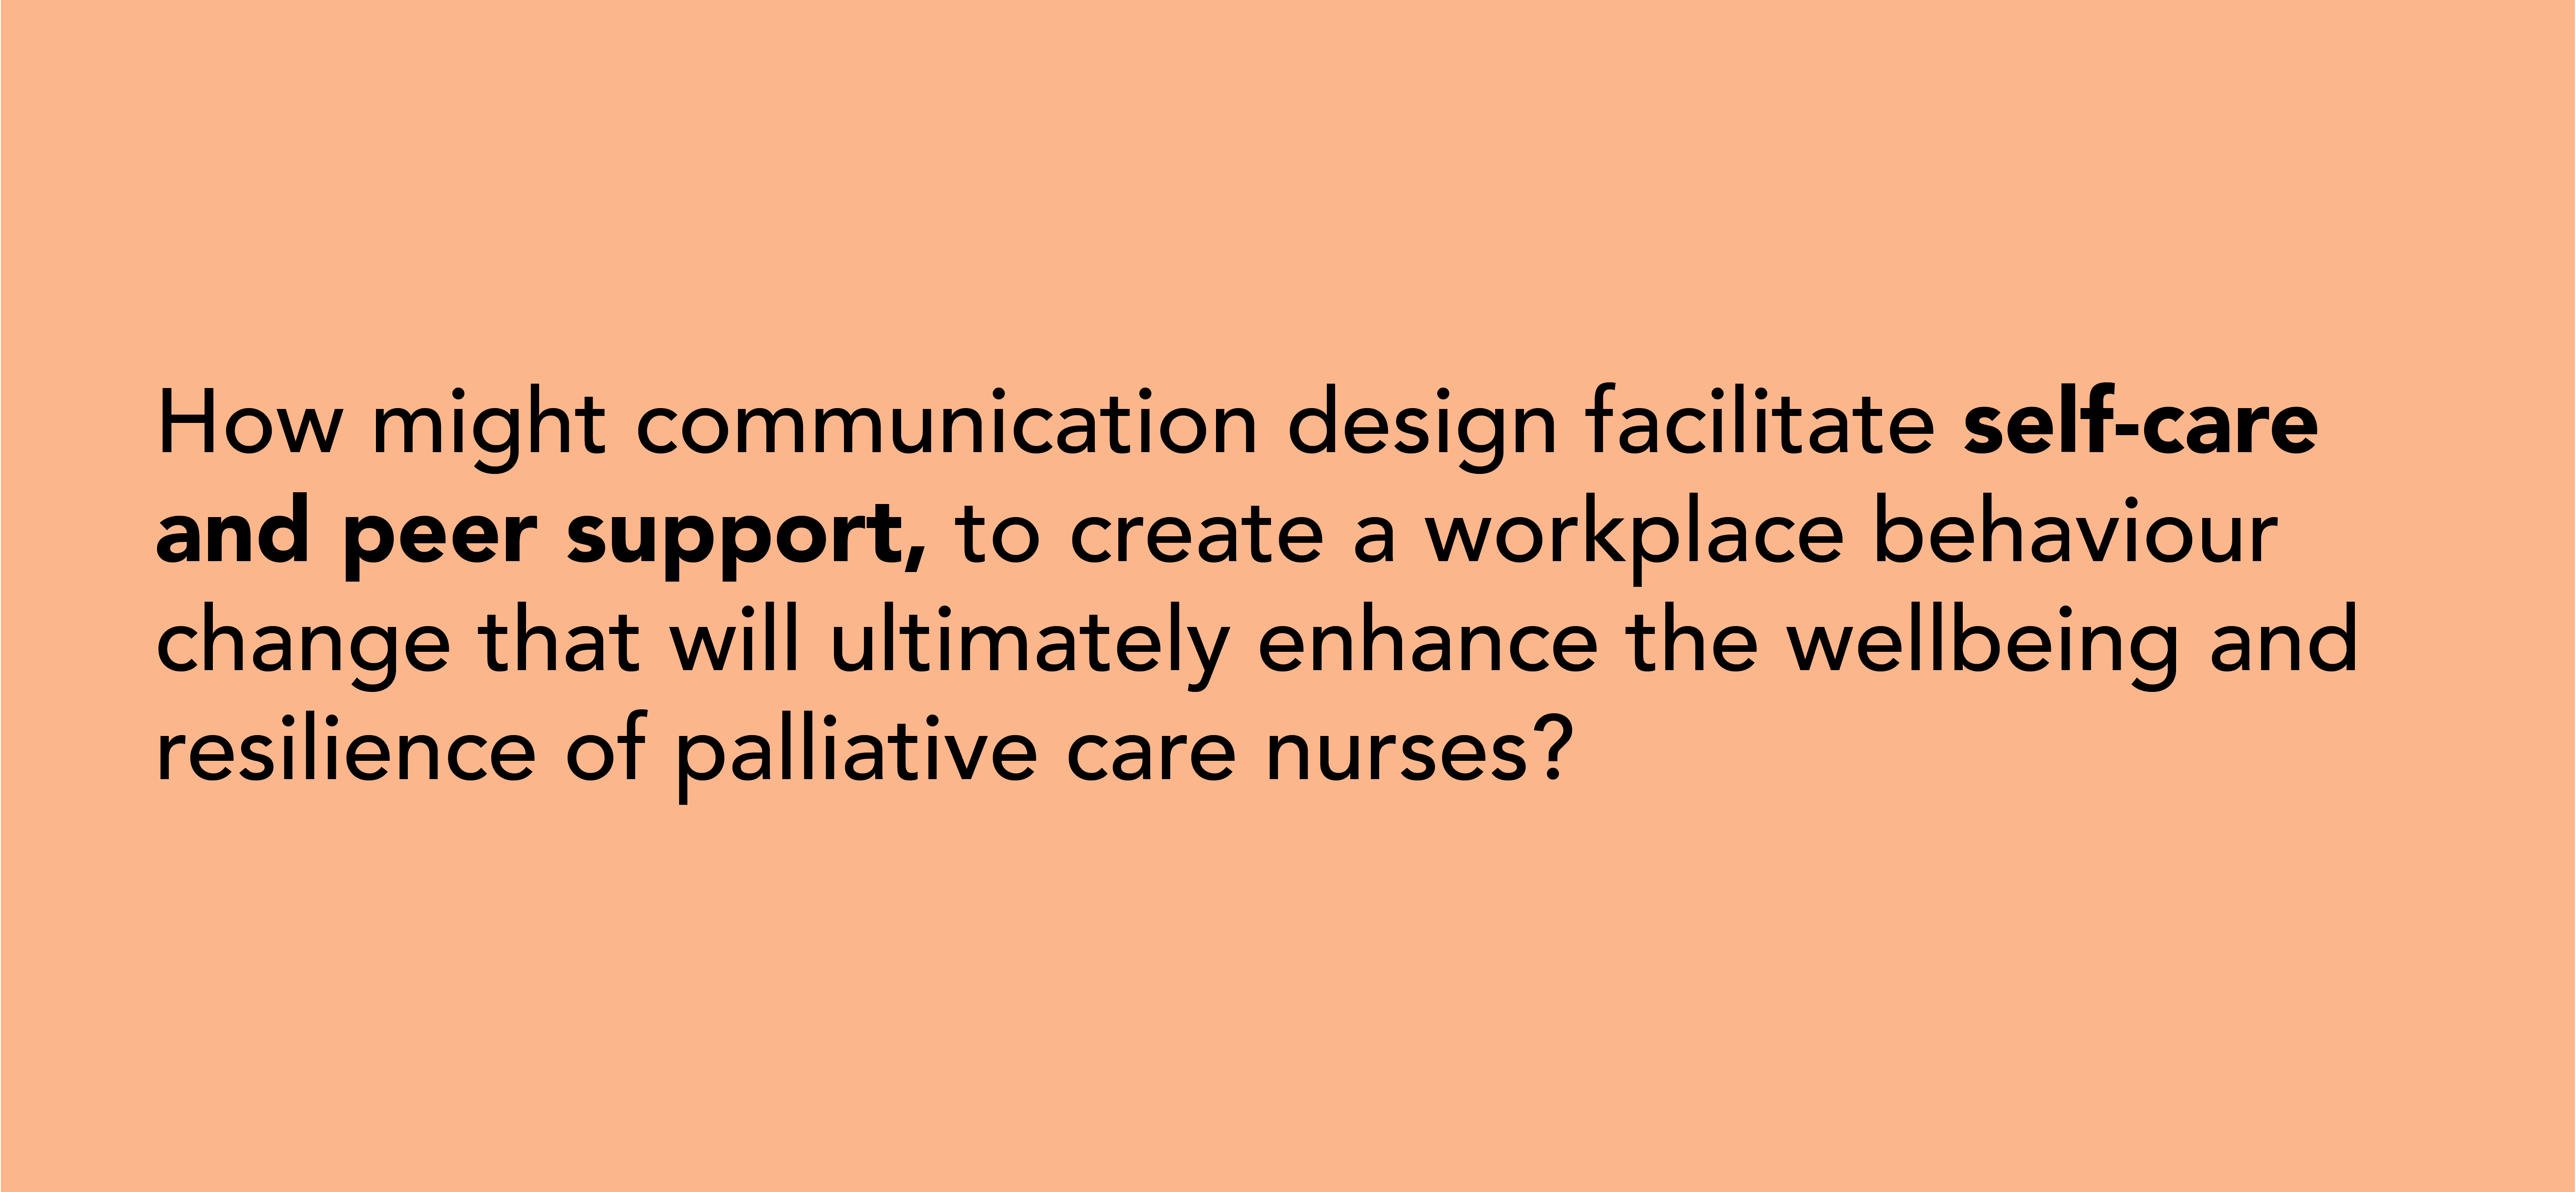 How might communication design facilitate self-care
and peer support, to create a workplace behaviour
change that will ultimately enhance the wellbeing and
resilience of palliative care nurses?